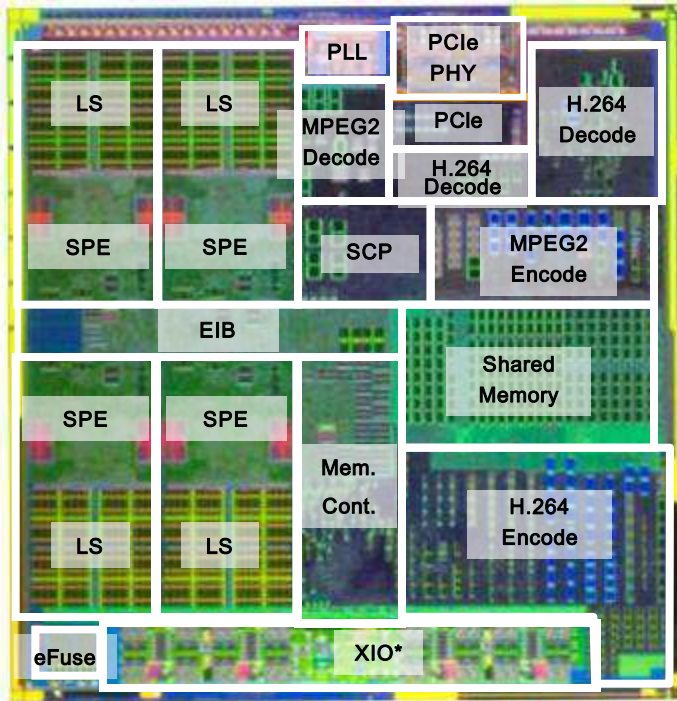 PLL
PCIe
PHY
LS
LS
H.264
Decode
MPEG2
Decode
PCIe
H.264
Decode
SPE
SPE
SCP
MPEG2
Encode
EIB
Shared
Memory
SPE
SPE
Mem.
Cont.
LS
LS
H.264
Encode
eFuse
XIO*